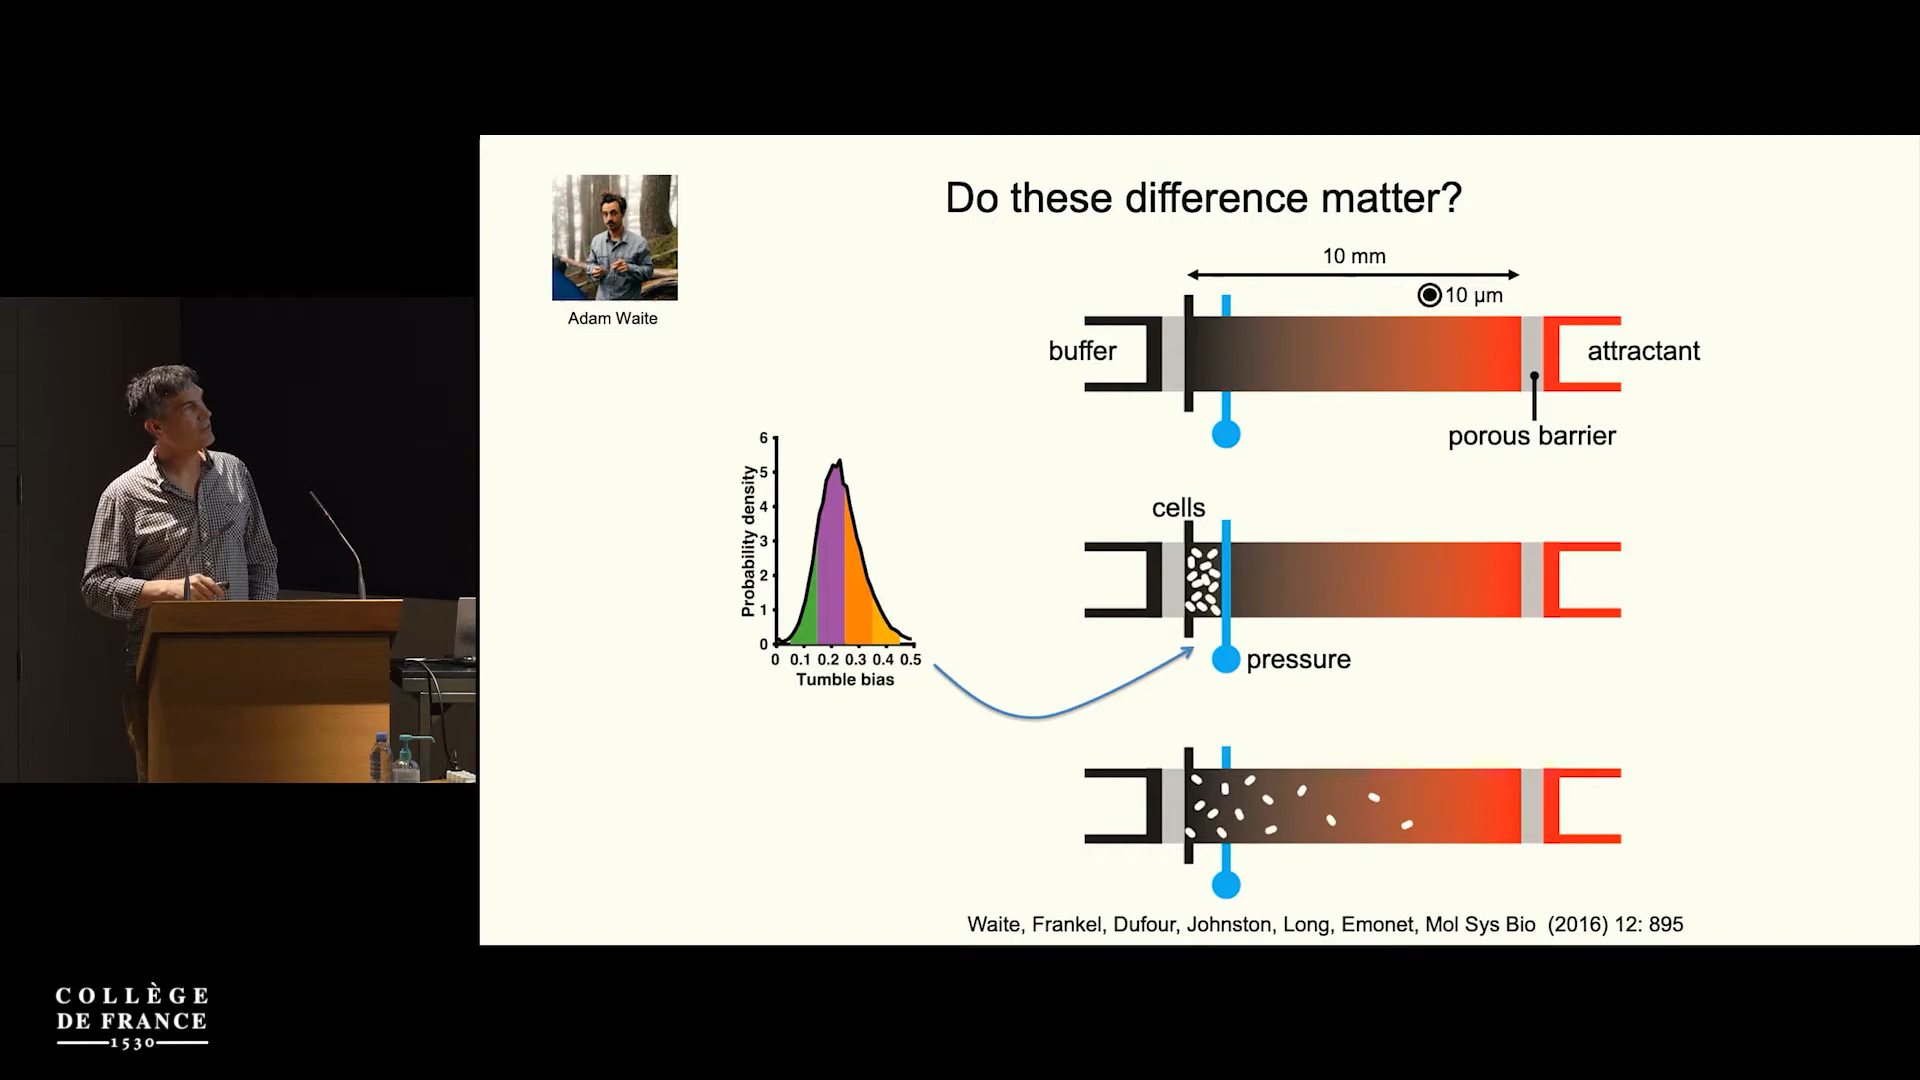 Do these difference matter?
Adam Waite
10 mm
10 µm
buffer
attractant
porous barrier
cells
pressure
Probability density
6
5
4
3
2
1
0
0 0.1 0.2 0.3 0.4 0.5
Tumble bias
Waite, Frankel, Dufour, Johnston, Long, Emonet, Mol Sys Bio (2016) 12: 895
COLLÈGE
DE FRANCE
1530